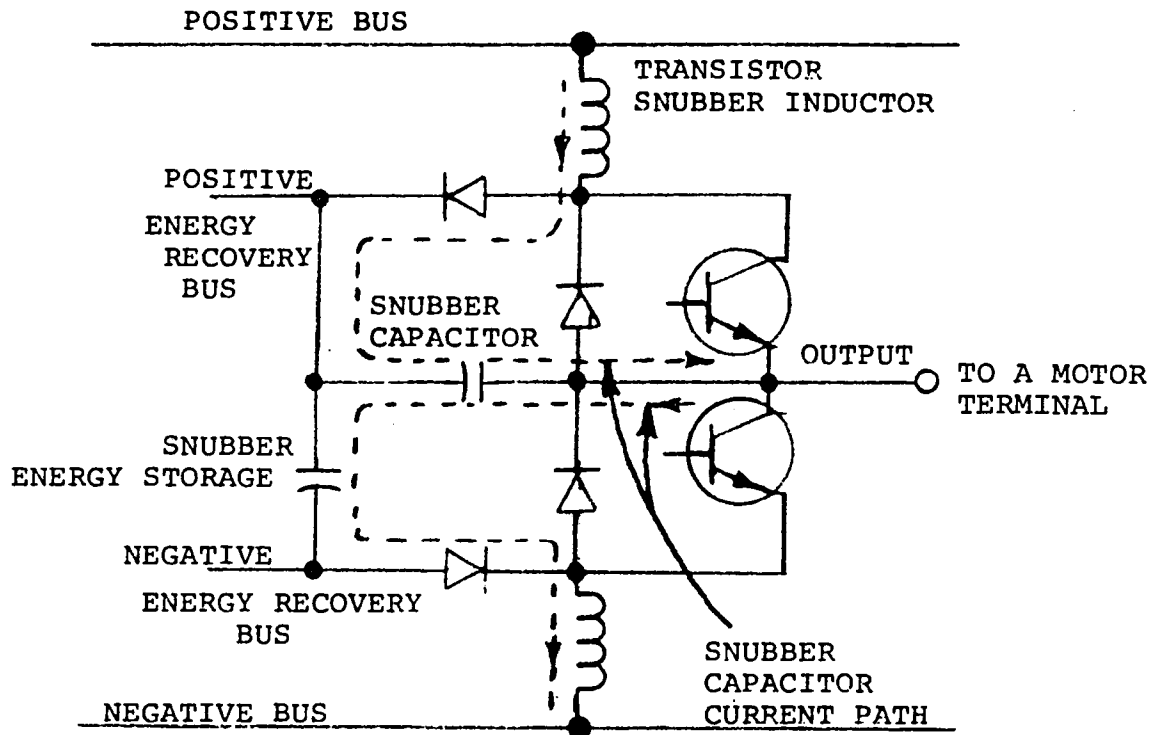 POSITIVE BUS
TRANSISTOR
SNUBBER INDUCTOR
POSITIVE
ENERGY
RECOVERY
BUS
SNUBBER
CAPACITOR
OUTPUT
TO A MOTOR
TERMINAL
SNUBBER
ENERGY STORAGE
NEGATIVE
ENERGY RECOVERY
BUS
SNUBBER
CAPACITOR
CURRENT PATH
NEGATIVE BUS